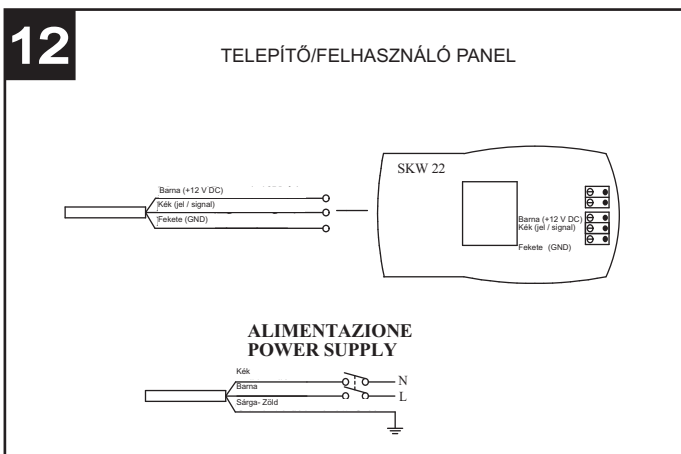 12
TELEPÍTŐ/FELHASZNÁLÓ PANEL
Barna (+12 V DC)
Kék (jel / signal)
Fekete (GND)
SKW 22
Barna (+12 V DC)
Kék (jel / signal)
Fekete (GND)
ALIMENTAZIONE
POWER SUPPLY
Kék
N
Barna
L
Sárga- Zöld